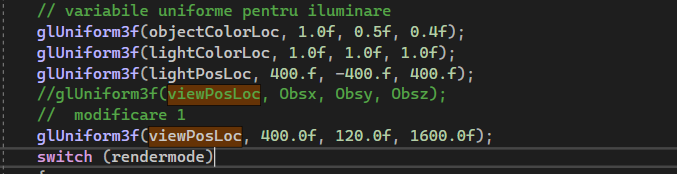 // variabile uniforme pentru iluminare
glUniform3f(objectColorLoc, 1.0f, 0.5f, 0.4f);
glUniform3f(lightColorLoc, 1.0f, 1.0f, 1.0f);
glUniform3f(lightPosLoc, 400.f, -400.f, 400.f);
//glUniform3f(viewPosLoc, Obsx, Obsy, Obsz);
//  modificare 1
glUniform3f(viewPosLoc, 400.0f, 120.0f, 1600.0f);
switch (rendermode)